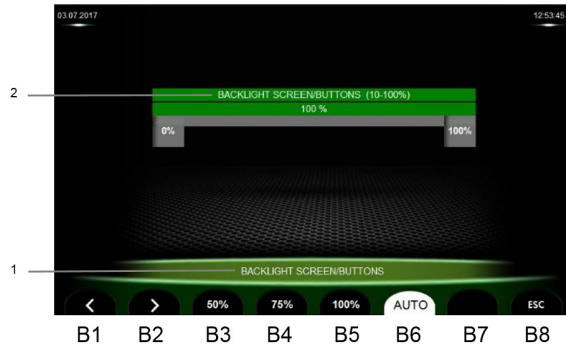 03.07.2017 12:53:45
2 BACKLIGHT SCREEN/BUTTONS (10-100%)
100 %
0% 100%
1 BACKLIGHT SCREEN/BUTTONS
< > 50% 75% 100% AUTO ESC
B1 B2 B3 B4 B5 B6 B7 B8